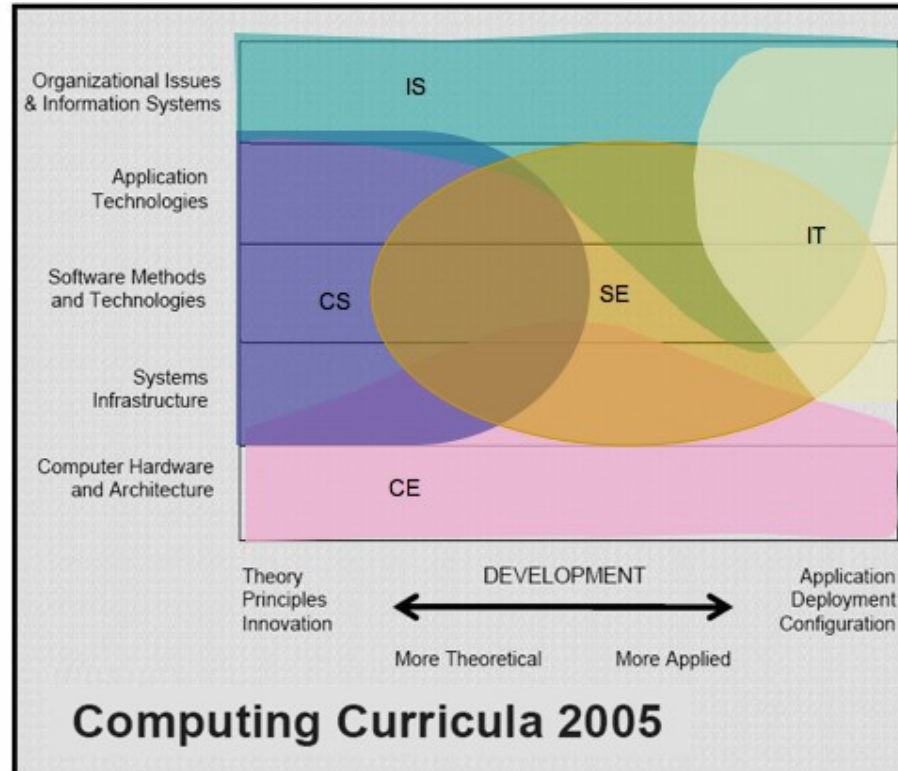 Organizational Issues
& Information Systems
IS
Application
Technologies
IT
Software Methods
and Technologies
CS
SE
Systems
Infrastructure
Computer Hardware
and Architecture
CE
Theory
Principles
Innovation
DEVELOPMENT
Application
Deployment
Configuration
More Theoretical
More Applied
Computing Curricula 2005